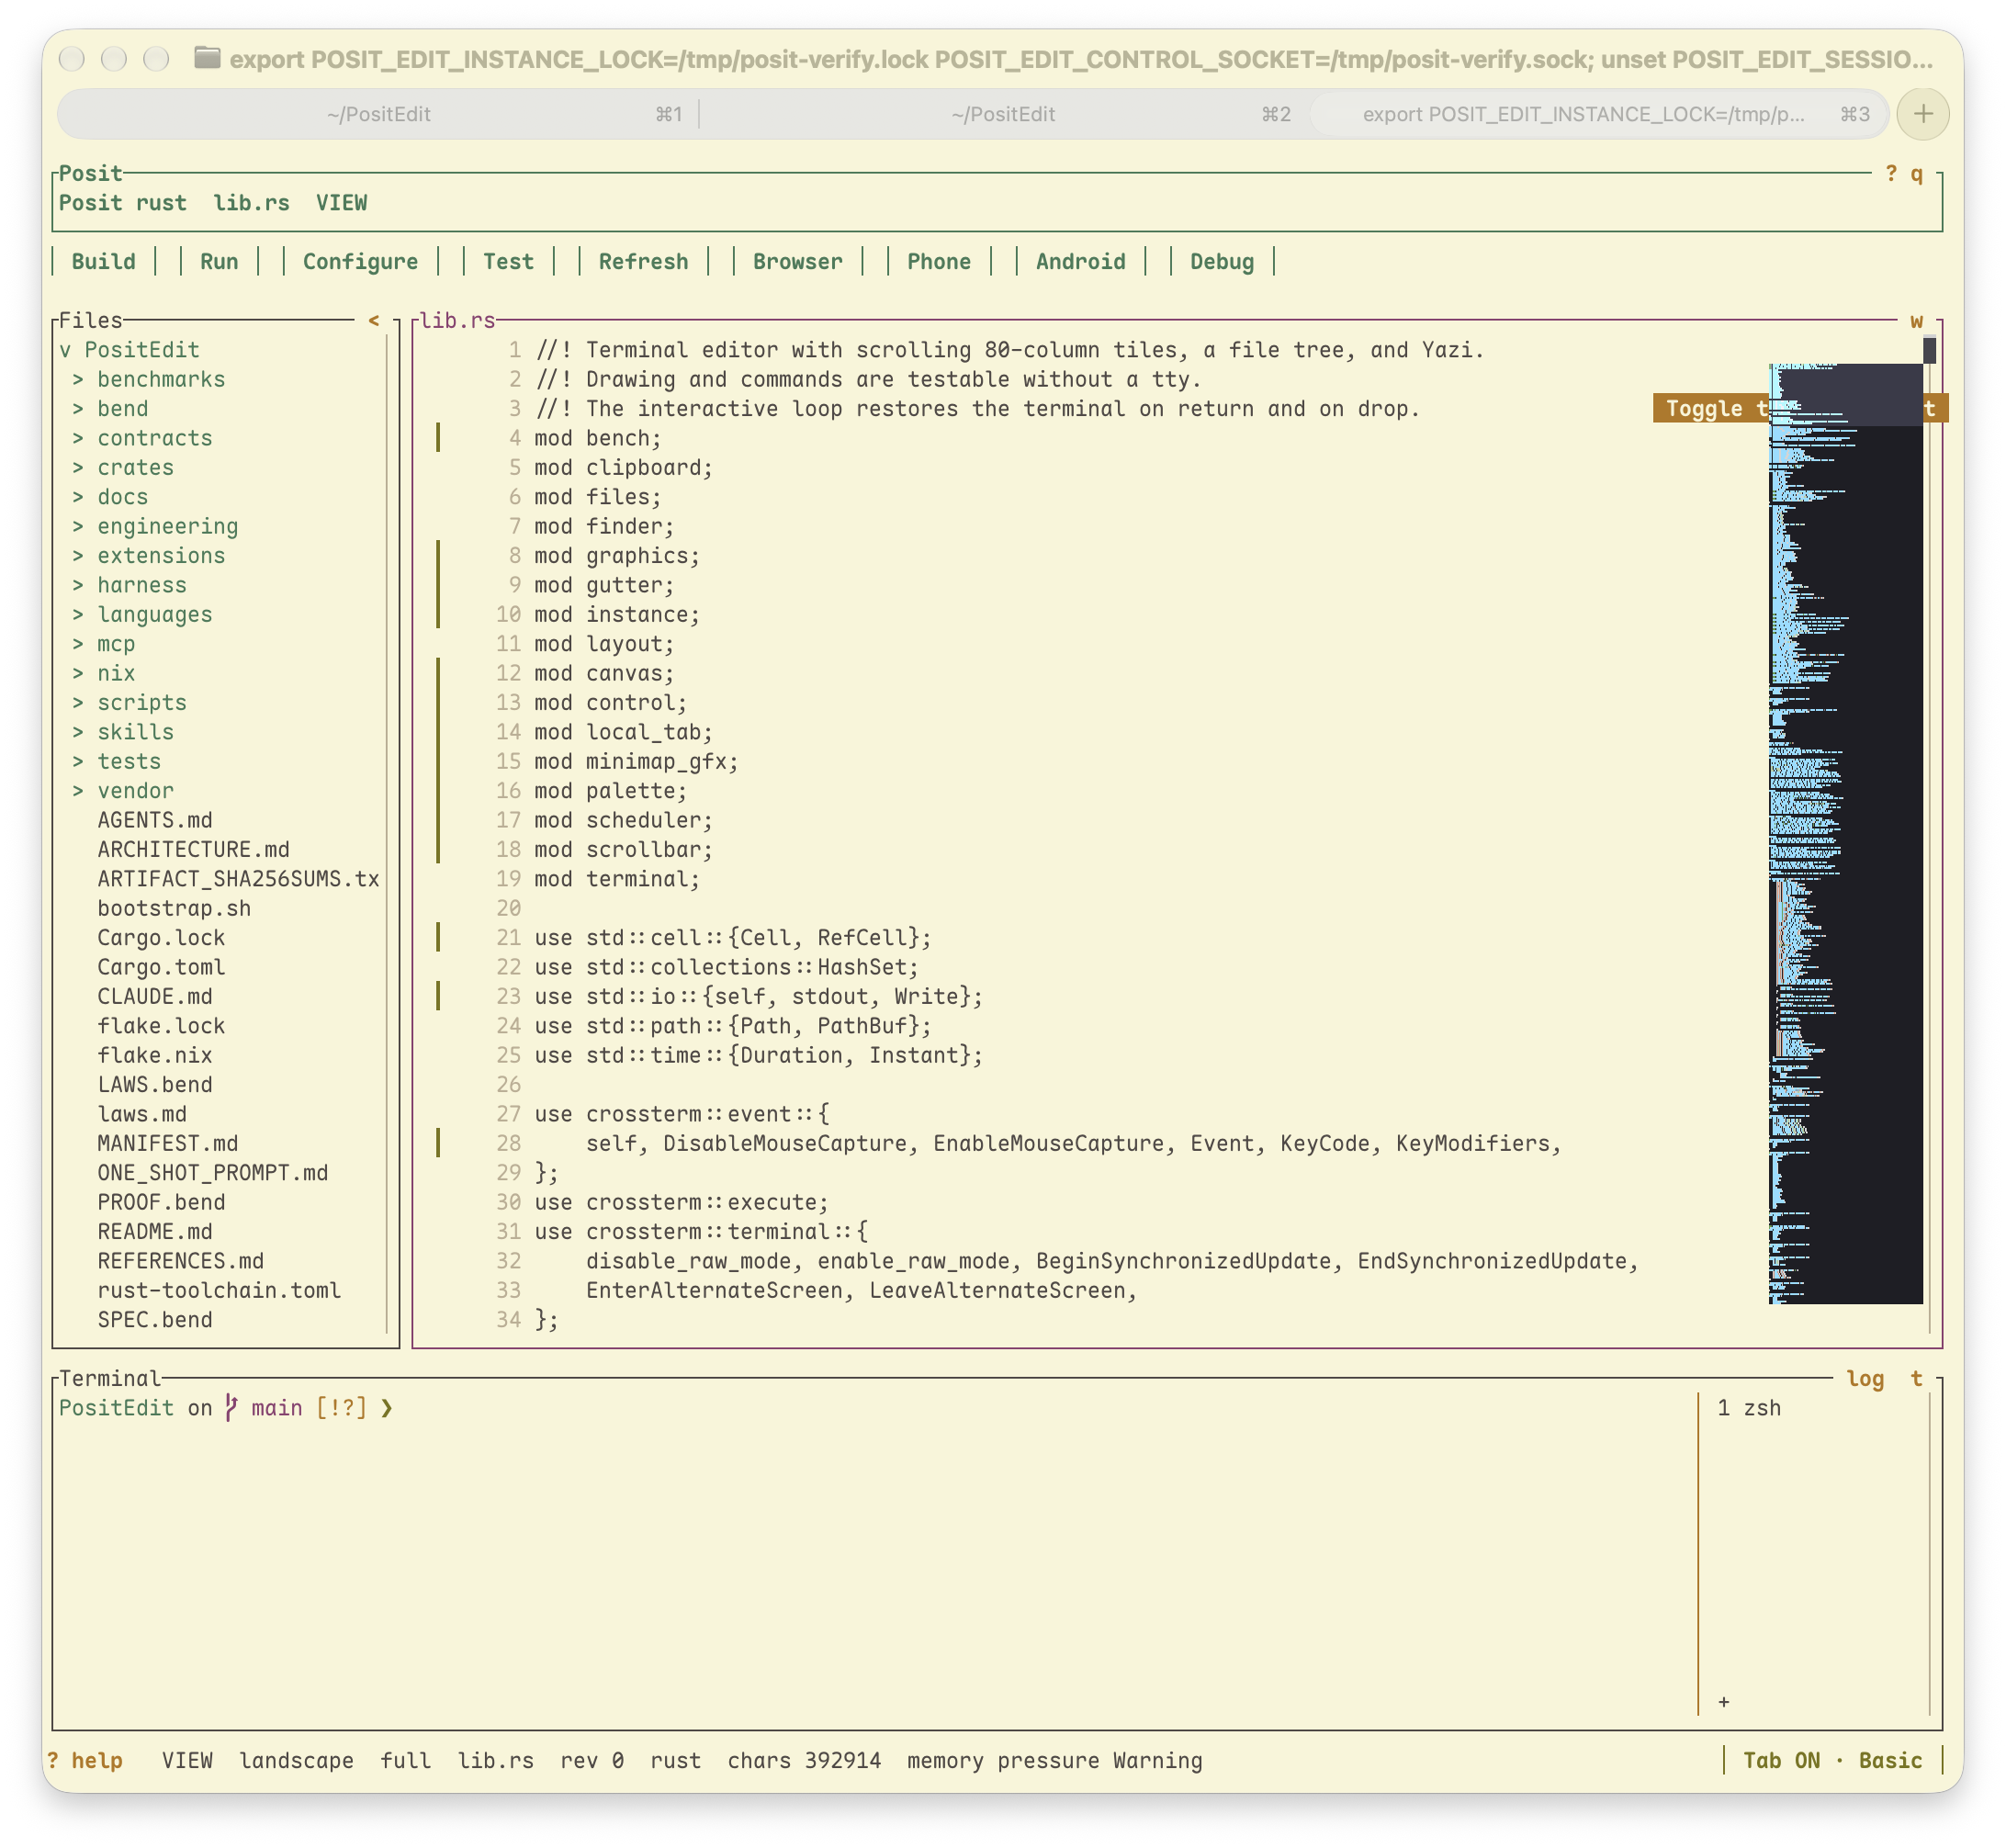 export POSIT_EDIT_INSTANCE_LOCK=/tmp/posit-verify.lock POSIT_EDIT_CONTROL_SOCKET=/tmp/posit-verify.sock; unset POSIT_EDIT_SESSIO...
~/PositEdit ⌘1 ~/PositEdit ⌘2 export POSIT_EDIT_INSTANCE_LOCK=/tmp/p... ⌘3 +
Posit ? q
Posit rust lib.rs VIEW
Build Run Configure Test Refresh Browser Phone Android Debug
Files <
v PositEdit
> benchmarks
> bend
> contracts
> crates
> docs
> engineering
> extensions
> harness
> languages
> mcp
> nix
> scripts
> skills
> tests
> vendor
AGENTS.md
ARCHITECTURE.md
ARTIFACT_SHA256SUMS.tx
bootstrap.sh
Cargo.lock
Cargo.toml
CLAUDE.md
flake.lock
flake.nix
LAWS.bend
laws.md
MANIFEST.md
ONE_SHOT_PROMPT.md
PROOF.bend
README.md
REFERENCES.md
rust-toolchain.toml
SPEC.bend
lib.rs w
1 //! Terminal editor with scrolling 80-column tiles, a file tree, and Yazi.
2 //! Drawing and commands are testable without a tty.
3 //! The interactive loop restores the terminal on return and on drop.
Toggle t t
4 mod bench;
5 mod clipboard;
6 mod files;
7 mod finder;
8 mod graphics;
9 mod gutter;
10 mod instance;
11 mod layout;
12 mod canvas;
13 mod control;
14 mod local_tab;
15 mod minimap_gfx;
16 mod palette;
17 mod scheduler;
18 mod scrollbar;
19 mod terminal;
20
21 use std::cell::{Cell, RefCell};
22 use std::collections::HashSet;
23 use std::io::{self, stdout, Write};
24 use std::path::{Path, PathBuf};
25 use std::time::{Duration, Instant};
26
27 use crossterm::event::{
28 self, DisableMouseCapture, EnableMouseCapture, Event, KeyCode, KeyModifiers,
29 };
30 use crossterm::execute;
31 use crossterm::terminal::{
32 disable_raw_mode, enable_raw_mode, BeginSynchronizedUpdate, EndSynchronizedUpdate,
33 EnterAlternateScreen, LeaveAlternateScreen,
34 };
Terminal log t
PositEdit on main [!?] ❯
1 zsh
+
? help VIEW landscape full lib.rs rev 0 rust chars 392914 memory pressure Warning Tab ON · Basic